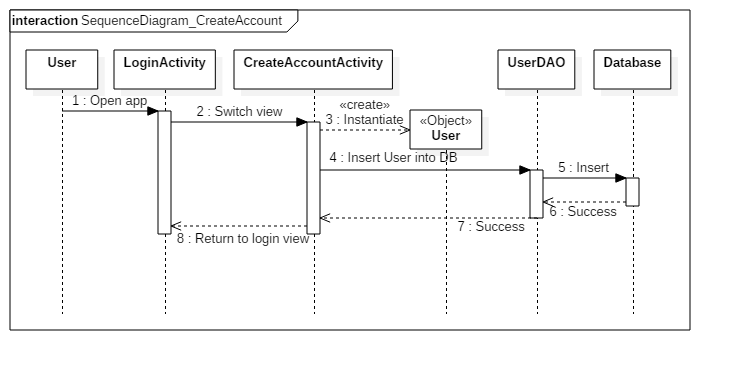 interaction SequenceDiagram_CreateAccount
User
LoginActivity
CreateAccountActivity
UserDAO
Database
1 : Open app
2 : Switch view
«create»
3 : Instantiate
«Object»
User
4 : Insert User into DB
5 : Insert
6 : Success
7 : Success
8 : Return to login view